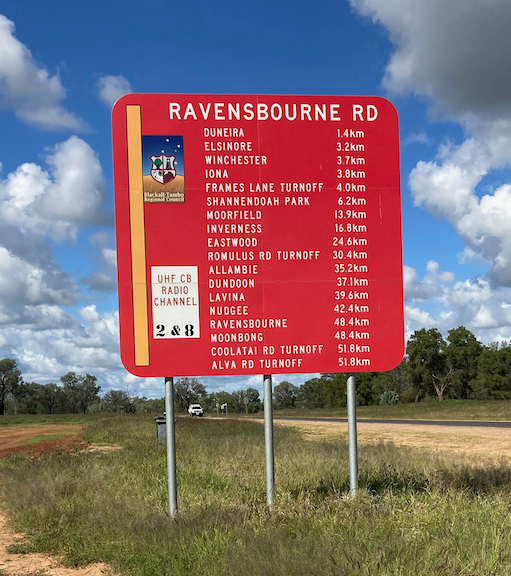 RAVENSBOURNE RD
DUNEIRA 1.4km
ELSINORE 3.2km
WINCHESTER 3.7km
IONA 3.8km
FRAMES LANE TURNOFF 4.0km
SHANNENDOAH PARK 6.2km
MOORFIELD 13.9km
INVERNESS 16.8km
EASTWOOD 24.6km
ROMULUS RD TURNOFF 30.4km
ALLAMBIE 35.2km
DUNDOON 37.1km
LAVINA 39.6km
NUDGEE 42.4km
RAVENSBOURNE 48.4km
MOONBONG 48.4km
COOLATAI RD TURNOFF 51.8km
ALVA RD TURNOFF 51.8km
Blackall-Tambo
Regional Council
UHF CB
RADIO
CHANNEL
2 & 8